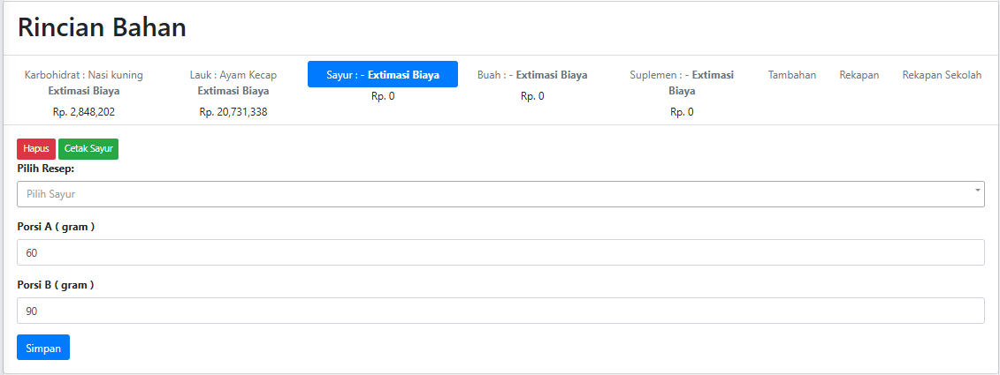 Rincian Bahan
Karbohidrat : Nasi kuning
Extimasi Biaya
Rp. 2,848,202
Lauk : Ayam Kecap
Extimasi Biaya
Rp. 20,731,338
Sayur : - Extimasi Biaya
Rp. 0
Buah : - Extimasi Biaya
Rp. 0
Suplemen : - Extimasi
Biaya
Rp. 0
Tambahan
Rekapan
Rekapan Sekolah
Hapus
Cetak Sayur
Pilih Resep:
Pilih Sayur
Porsi A ( gram )
60
Porsi B ( gram )
90
Simpan